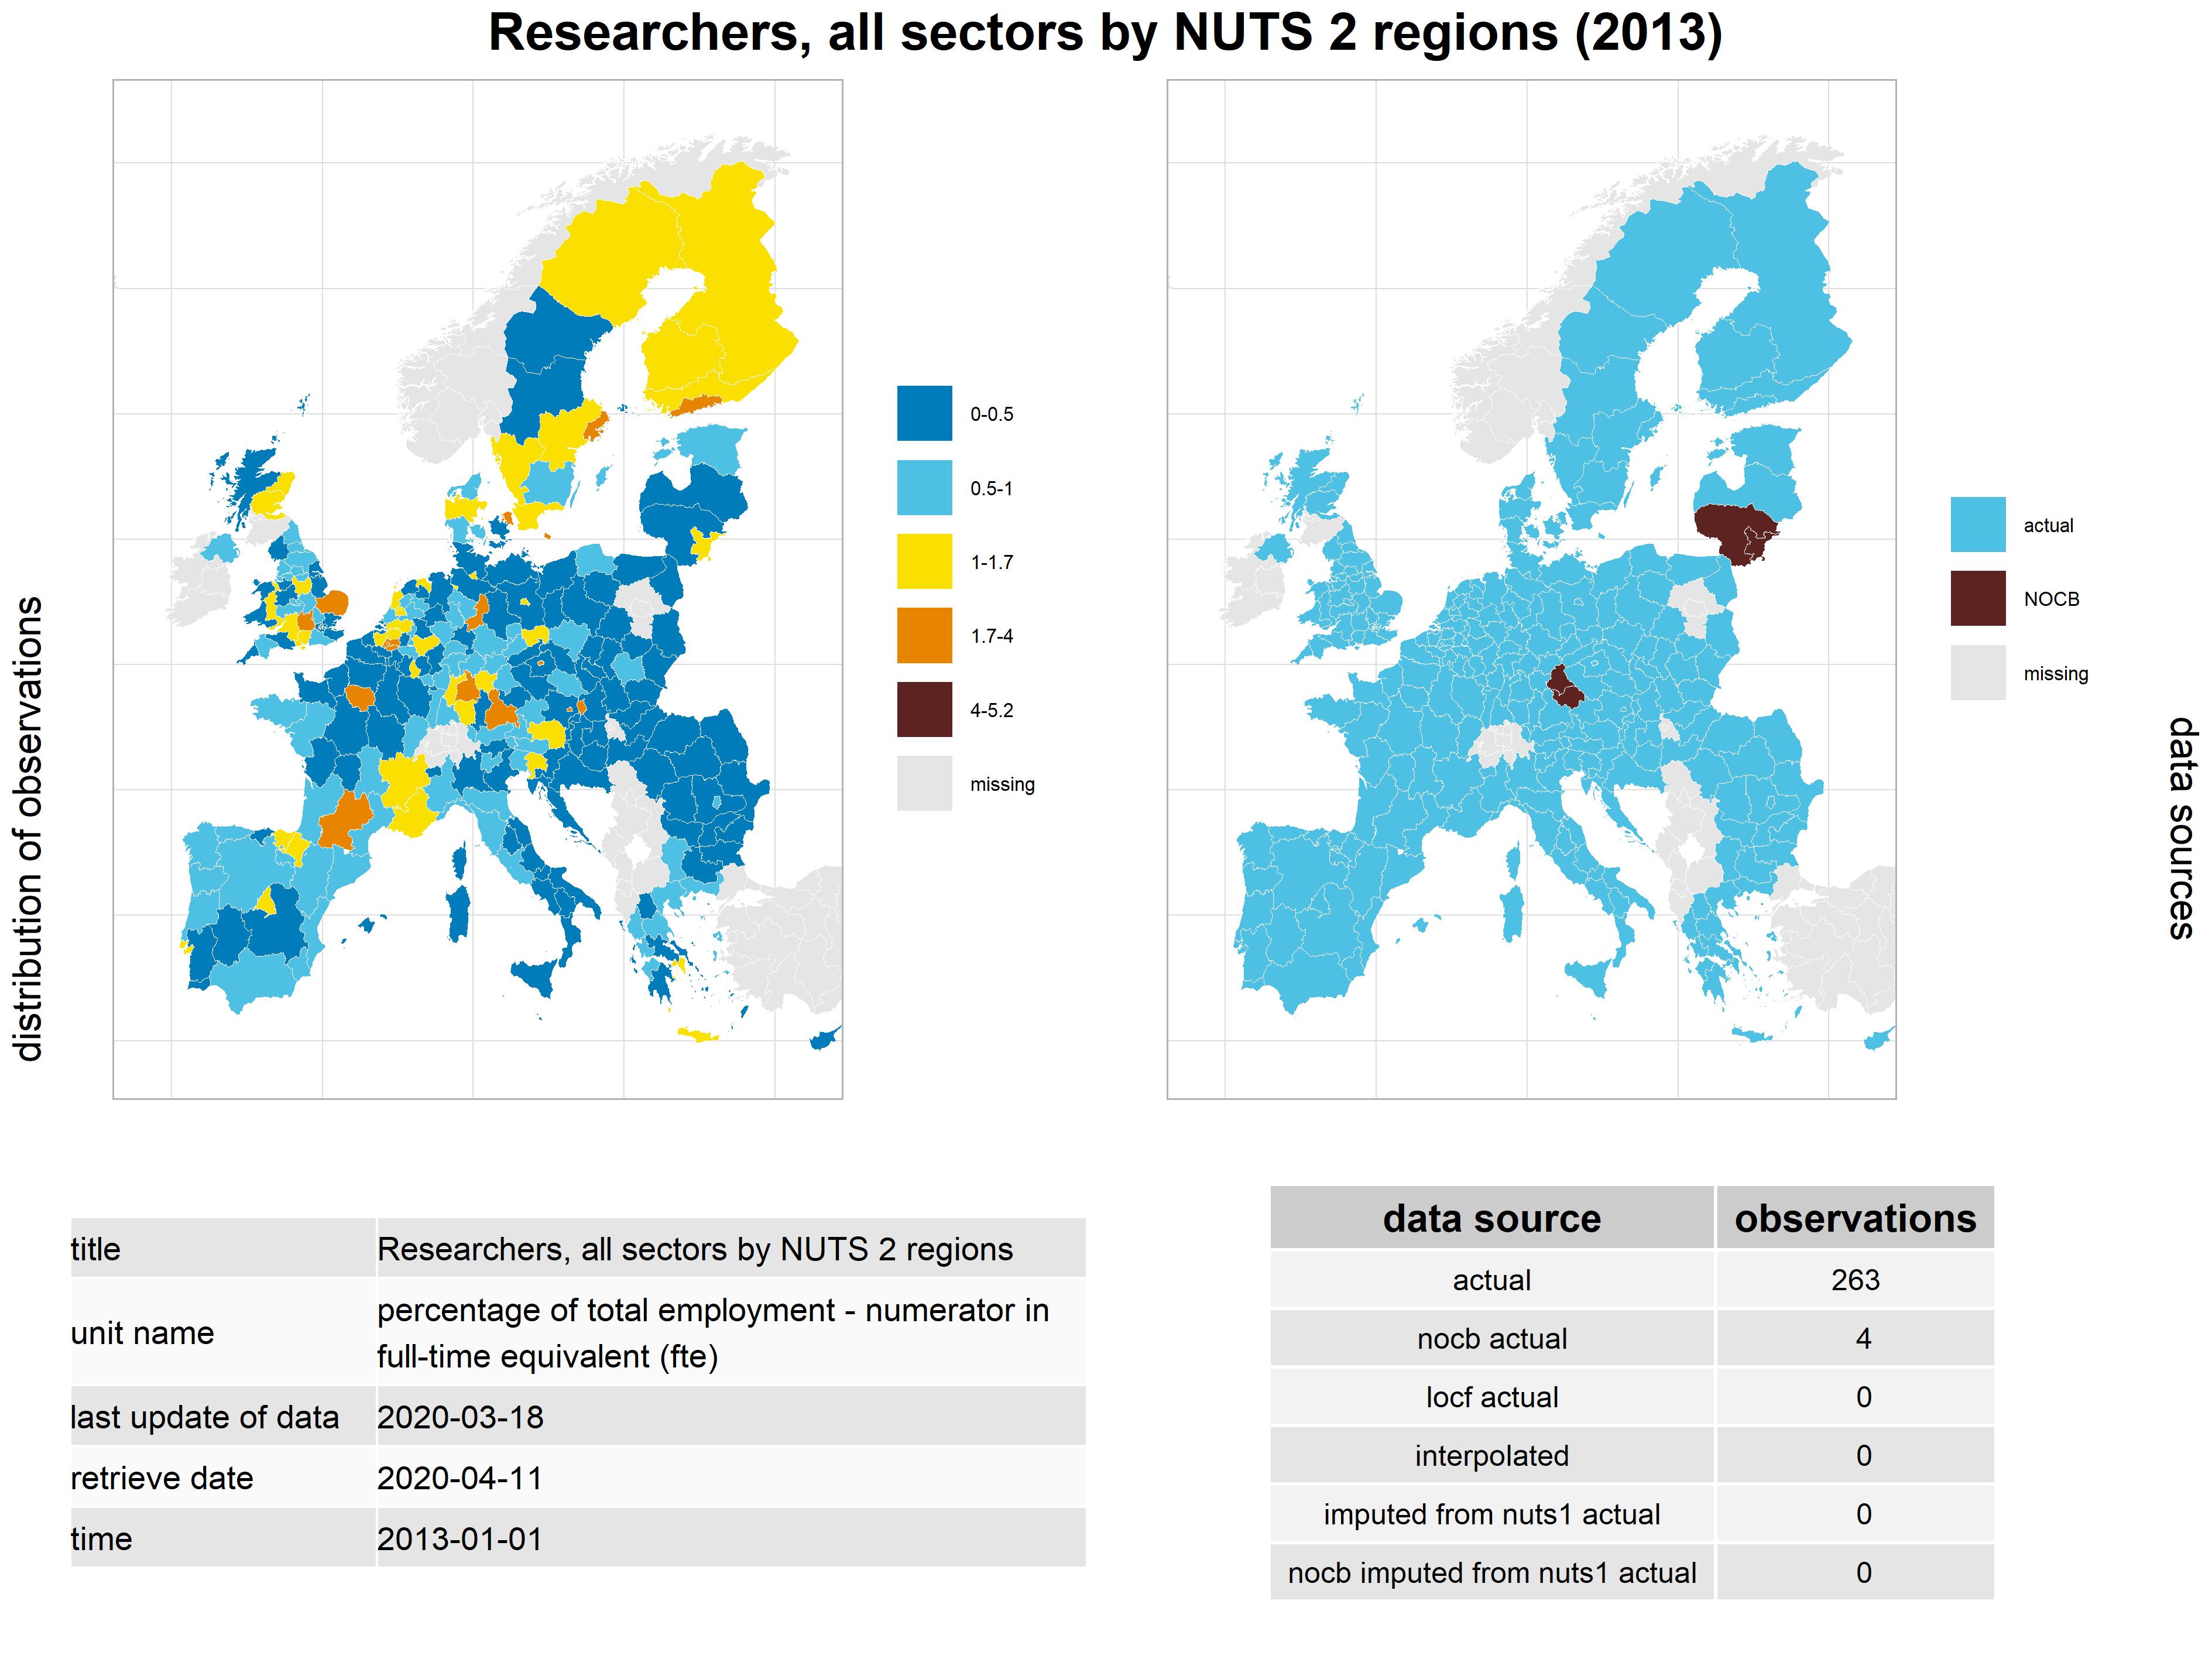 Researchers, all sectors by NUTS 2 regions (2013)
distribution of observations
0-0.5
0.5-1
1-1.7
1.7-4
4-5.2
missing
actual
NOCB
missing
data sources
title Researchers, all sectors by NUTS 2 regions
unit name percentage of total employment - numerator in
full-time equivalent (fte)
last update of data 2020-03-18
retrieve date 2020-04-11
time 2013-01-01
data source observations
actual 263
nocb actual 4
locf actual 0
interpolated 0
imputed from nuts1 actual 0
nocb imputed from nuts1 actual 0